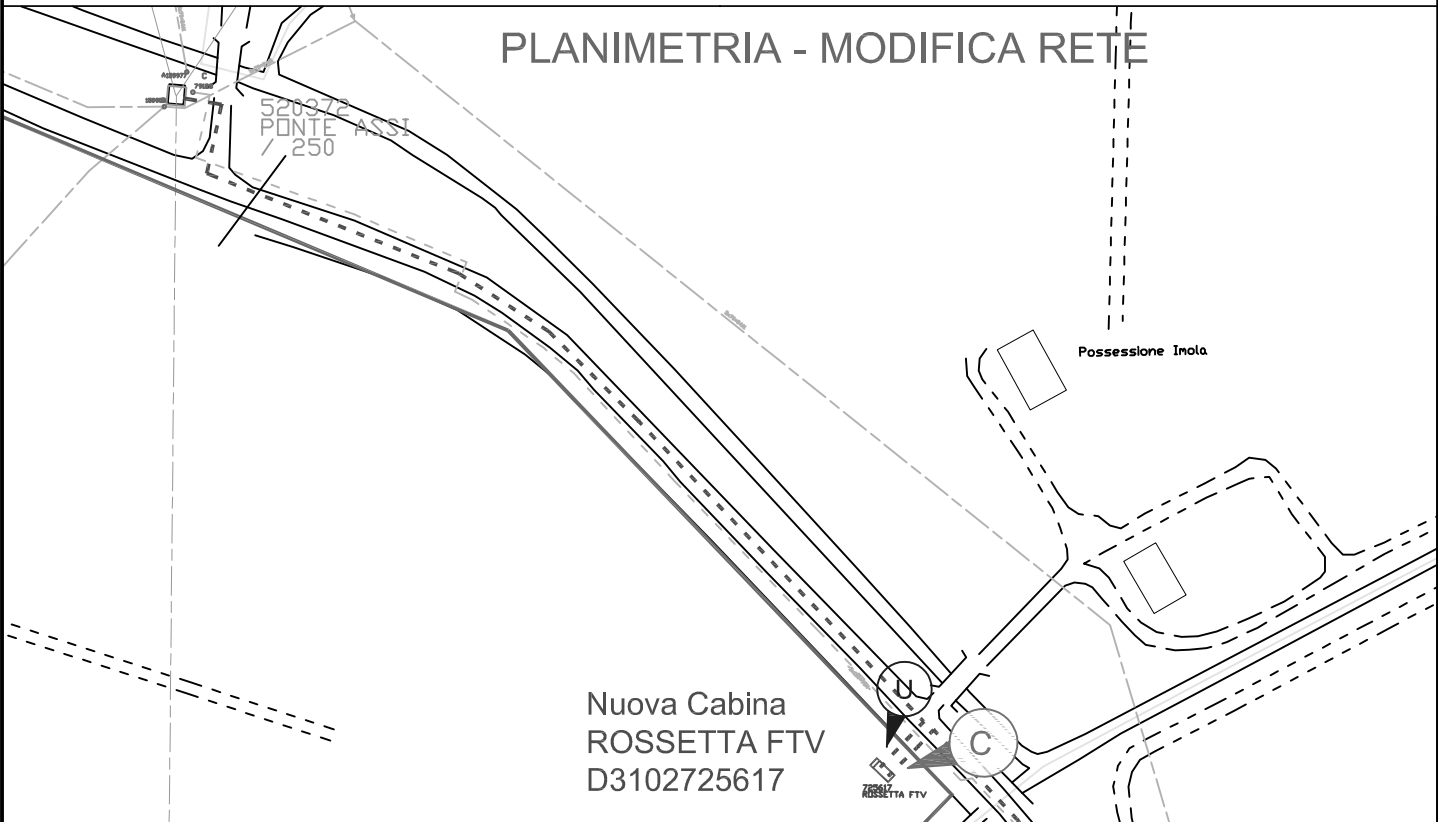 PLANIMETRIA - MODIFICA RETE
C
520372
PONTE ASSI
/ 250
Possessione Imola
U
C
Nuova Cabina
ROSSETTA FTV
D3102725617
ROSSETTA FTV